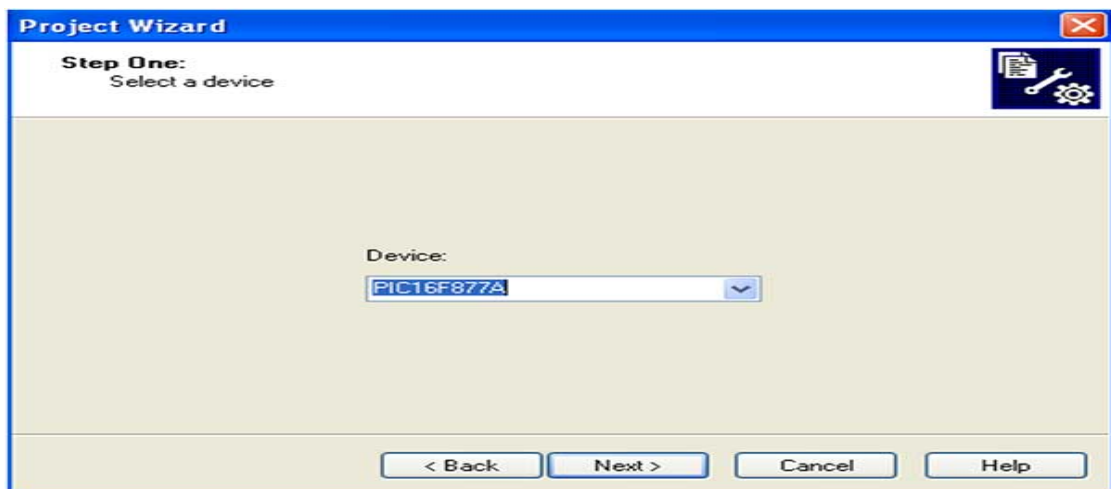 Project Wizard
Step One:
Select a device
Device:
PIC16F877A
< Back
Next >
Cancel
Help